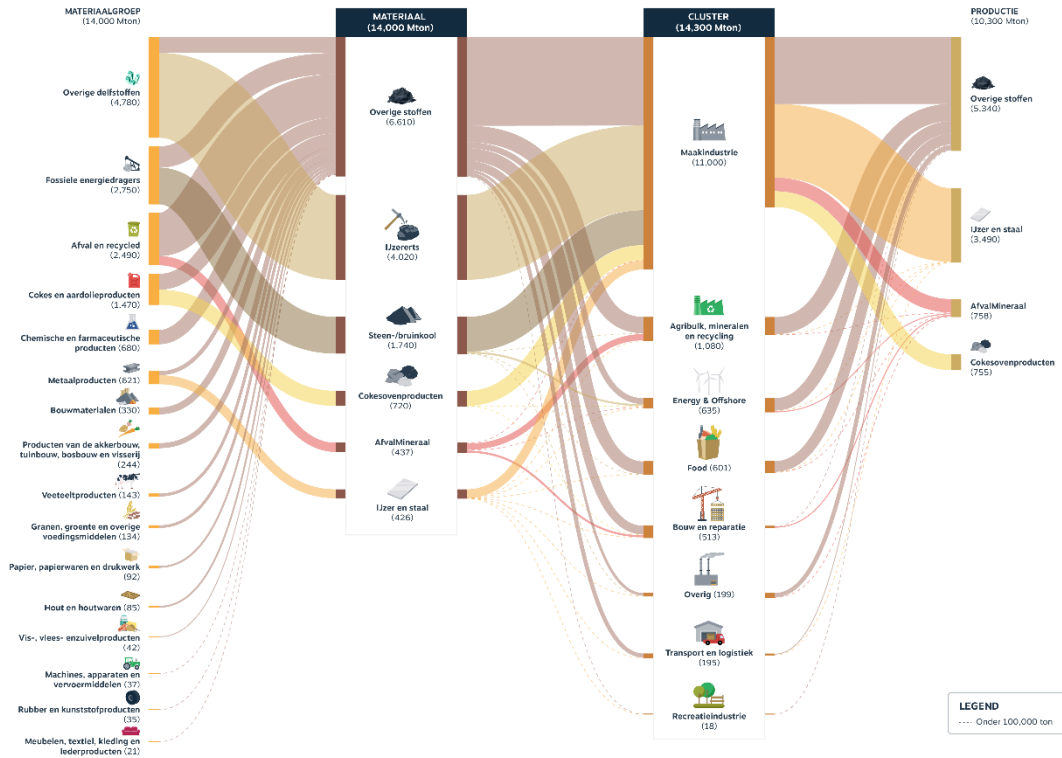 MATERIAALGROEP
(14,000 Mton)
Overige delfstoffen
(4,780)
Fossiele energiedragers
(2,750)
Afval en recycled
(2,490)
Cokes en aardolieproducten
(1.470)
Chemische en farmaceutische
producten (680)
Metaalproducten (621)
Bouwmaterialen (330)
Producten van de akkerbouw,
tuinbouw, bosbouw en visserij
(244)
Veeteeltproducten (143)
Granen, groente en overige
voedingsmiddelen (134)
Papier, papierwaren en drukwerk
(92)
Hout en houtwaren (85)
Vis-, vlees- enzuivelproducten
(42)
Machines, apparaten en
vervoermiddelen (37)
Rubber en kunststofproducten
(35)
Meubelen, textiel, kleding en
lederproducten (21)
MATERIAAL
(14,000 Mton)
Overige stoffen
(6.610)
IJzererts
(4.020)
Steen-/bruinkool
(1.740)
Cokesovenproducten
(720)
AfvalMineraal
(437)
IJzer en staal
(426)
CLUSTER
(14,300 Mton)
Maakindustrie
(11,000)
Agribulk, mineralen
en recycling
(1,080)
Energy & Offshore
(635)
Food (601)
Bouw en reparatie
(513)
Overig (199)
Transport en logistiek
(195)
Recreatieindustrie
(18)
PRODUCTIE
(10,300 Mton)
Overige stoffen
(5.340)
IJzer en staal
(3,490)
AfvalMineraal
(758)
Cokesovenproducten
(755)
LEGEND
Onder 100,000 ton